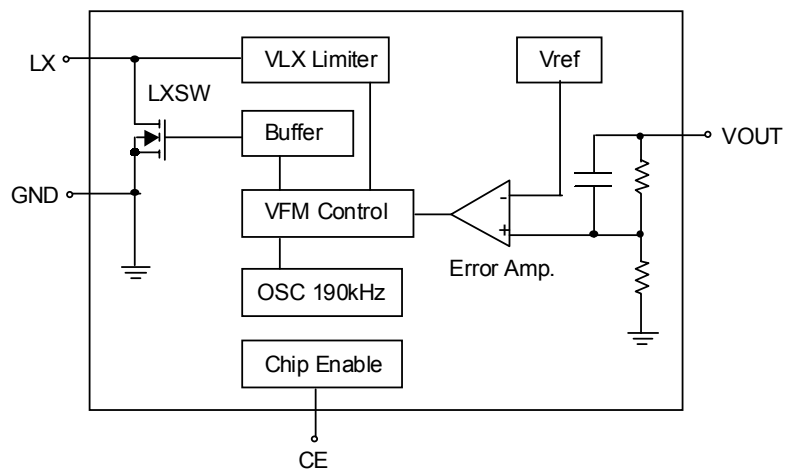 VLX Limiter
Vref
LX
LXSW
Buffer
VOUT
GND
VFM Control
-
+
Error Amp.
OSC 190kHz
Chip Enable
CE